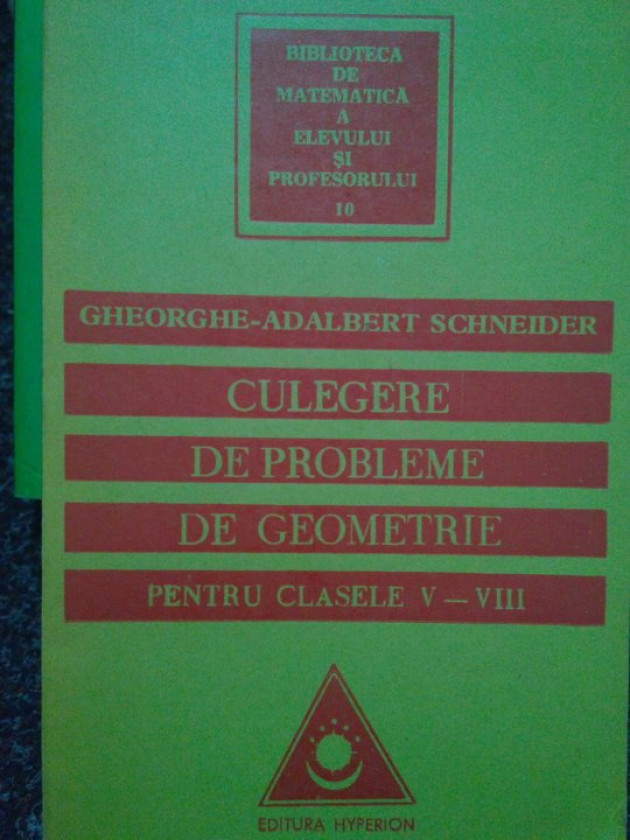 BIBLIOTECA
DE
MATEMATICĂ
A
ELEVULUI
ȘI
PROFESORULUI
10
GHEORGHE-ADALBERT SCHNEIDER
CULEGERE
DE PROBLEME
DE GEOMETRIE
PENTRU CLASELE V — VIII
EDITURA HYPERION